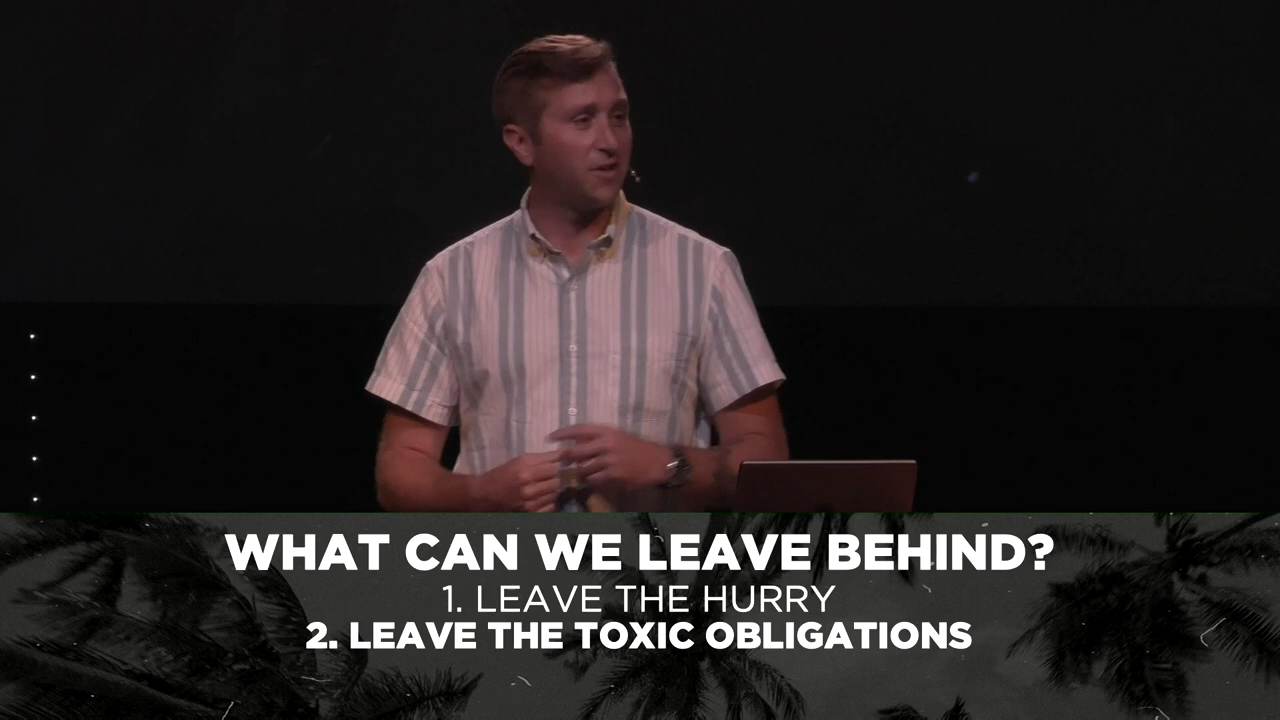 WHAT CAN WE LEAVE BEHIND?
1. LEAVE THE HURRY
2. LEAVE THE TOXIC OBLIGATIONS